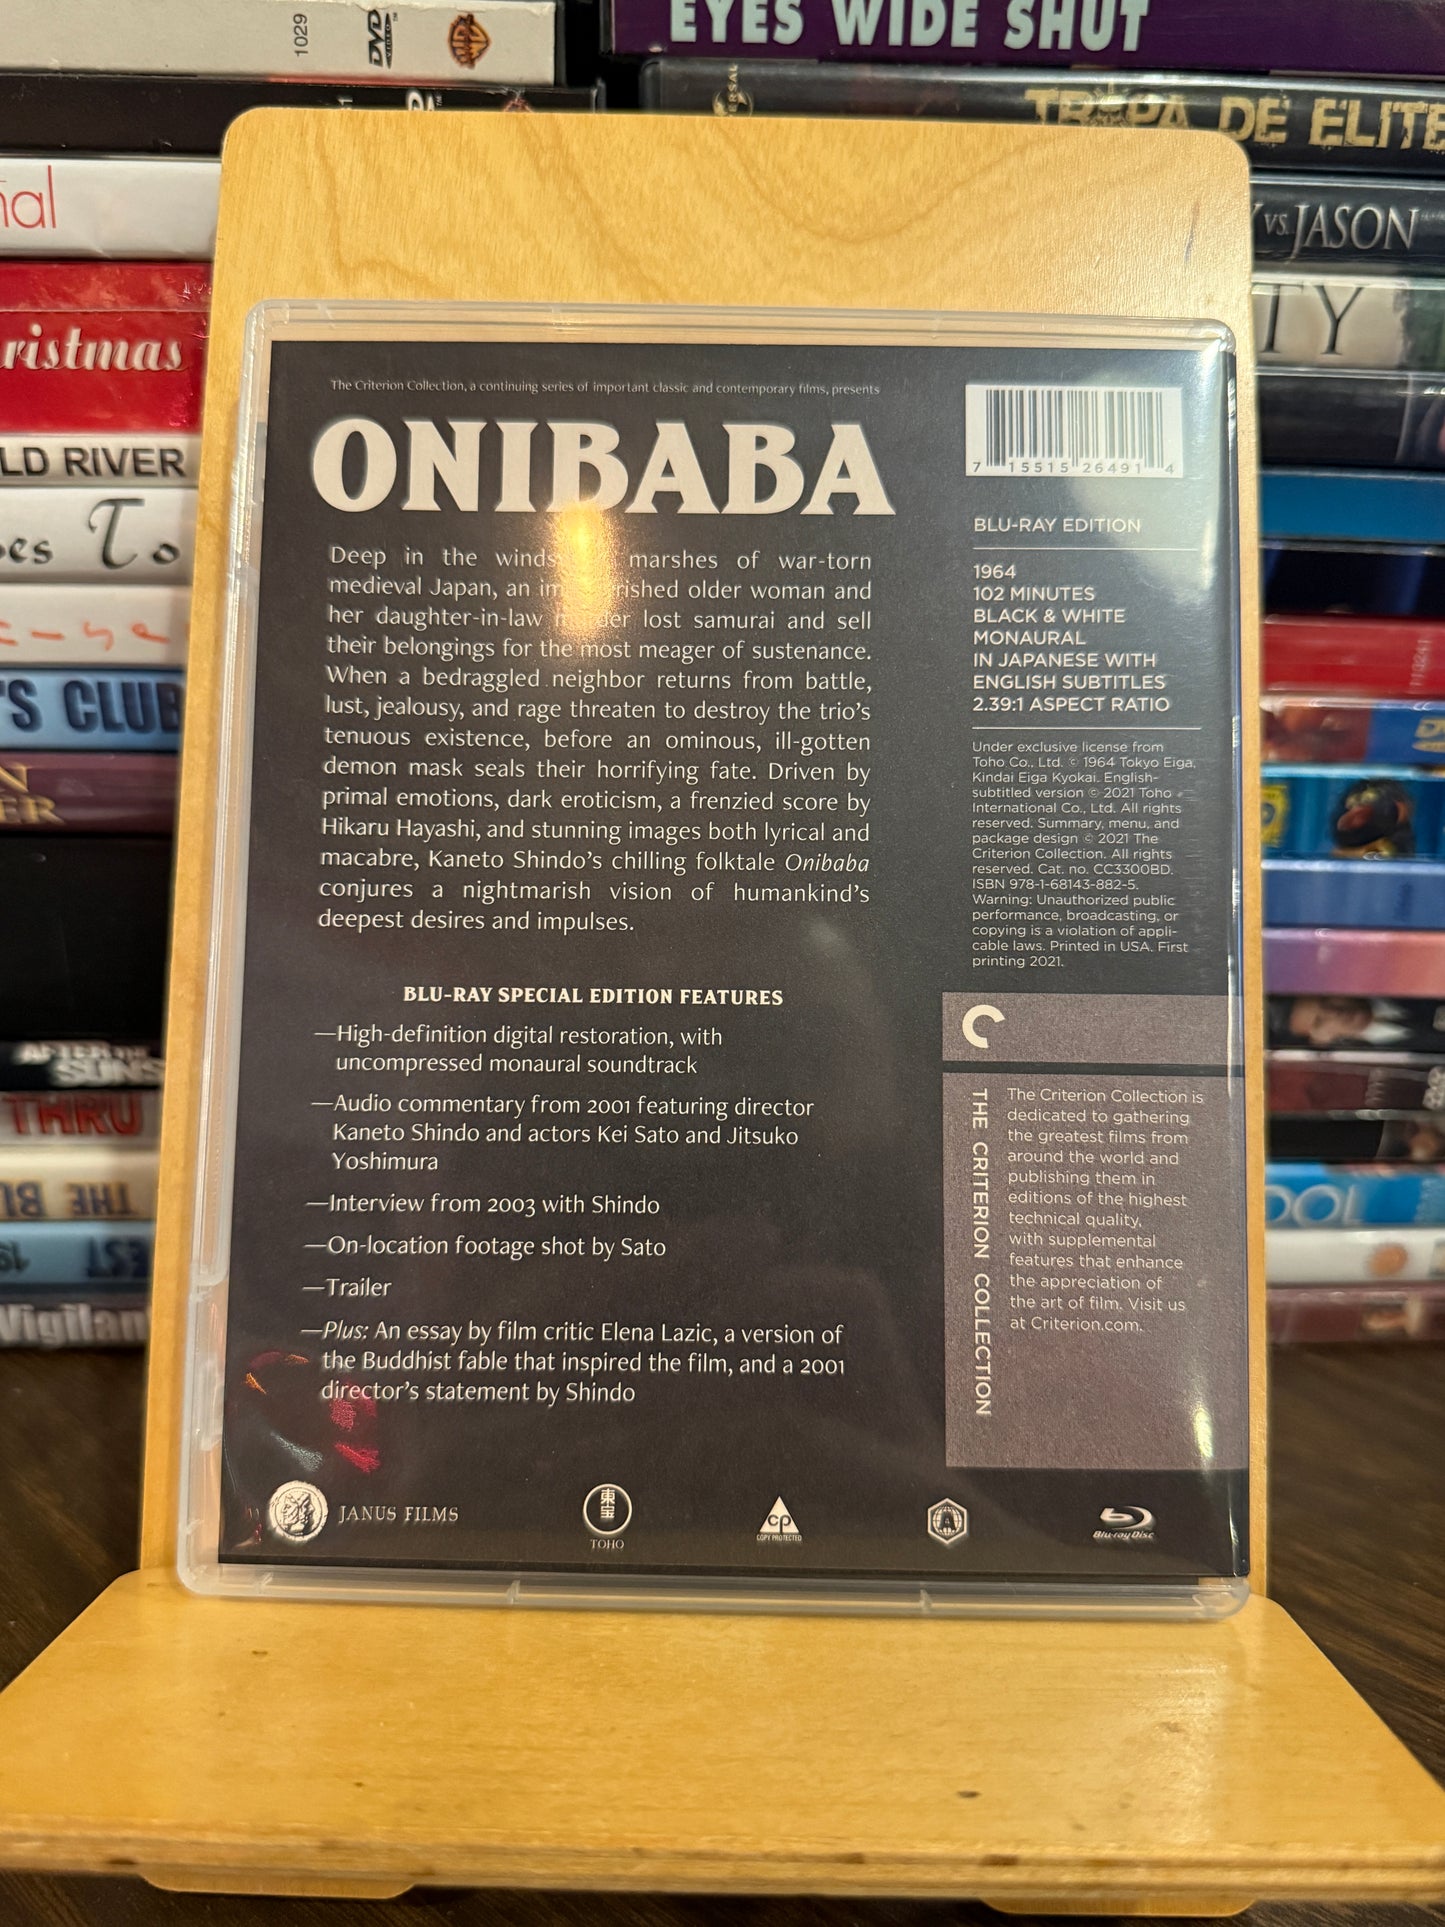 1029
DVD
EYES WIDE SHUT
DE ELITE
VS. JASON
TY
ristmas
LD RIVER
To
'S CLUB
THRU
THE
Vigilan
The Criterion Collection, a continuing series of important classic and contemporary films, presents
ONIBABA
Deep in the marshes of war-torn
medieval Japan, an older woman and
her daughter-in-law lost samurai and sell
their belongings for the most meager of sustenance.
When a bedraggled neighbor returns from battle,
lust, jealousy, and rage threaten to destroy the trio's
tenuous existence, before an ominous, ill-gotten
demon mask seals their horrifying fate. Driven by
primal emotions, dark eroticism, a frenzied score by
Hikaru Hayashi, and stunning images both lyrical and
macabre, Kaneto Shindo's chilling folktale Onibaba
conjures a nightmarish vision of humankind's
deepest desires and impulses.
BLU-RAY SPECIAL EDITION FEATURES
—High-definition digital restoration, with
uncompressed monaural soundtrack
—Audio commentary from 2001 featuring director
Kaneto Shindo and actors Kei Sato and Jitsuko
Yoshimura
—Interview from 2003 with Shindo
—On-location footage shot by Sato
—Trailer
—Plus: An essay by film critic Elena Lazic, a version of
the Buddhist fable that inspired the film, and a 2001
director's statement by Shindo
7 15515 26491 4
BLU-RAY EDITION
1964
102 MINUTES
BLACK & WHITE
MONAURAL
IN JAPANESE WITH
ENGLISH SUBTITLES
2.39:1 ASPECT RATIO
Under exclusive license from
Toho Co., Ltd. © 1964 Tokyo Eiga,
Kindai Eiga Kyokai. English-
subtitled version © 2021 Toho
International Co., Ltd. All rights
reserved. Summary, menu, and
package design © 2021 The
Criterion Collection. All rights
reserved. Cat. no. CC3300BD.
ISBN 978-1-68143-882-5.
Warning: Unauthorized public
performance, broadcasting, or
copying is a violation of appli-
cable laws. Printed in USA. First
printing 2021.
THE CRITERION COLLECTION
The Criterion Collection is
dedicated to gathering
the greatest films from
around the world and
publishing them in
editions of the highest
technical quality,
with supplemental
features that enhance
the appreciation of
the art of film. Visit us
at Criterion.com.
JANUS FILMS
東宝
TOHO
CP
COPY PROTECTED
A
Blu-ray Disc